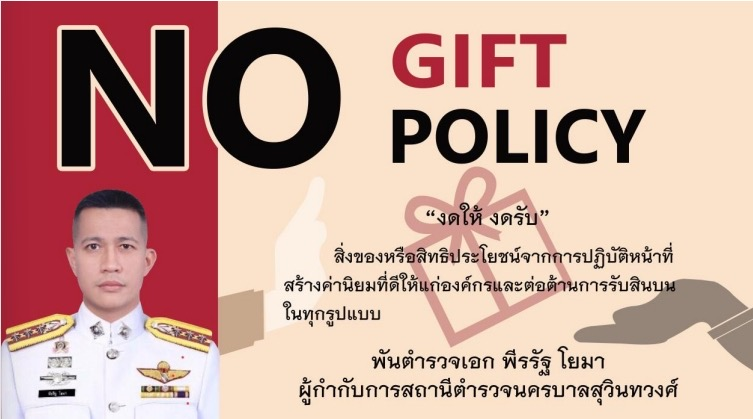 NO GIFT
POLICY
“งดให้ งดรับ”
สิ่งของหรือสิทธิประโยชน์จากการปฏิบัติหน้าที่
สร้างค่านิยมที่ดีให้แก่องค์กรและต่อต้านการรับสินบน
ในทุกรูปแบบ
พันตำรวจเอก พีรรัฐ โยมา
ผู้กำกับการสถานีตำรวจนครบาลสุวินทวงศ์